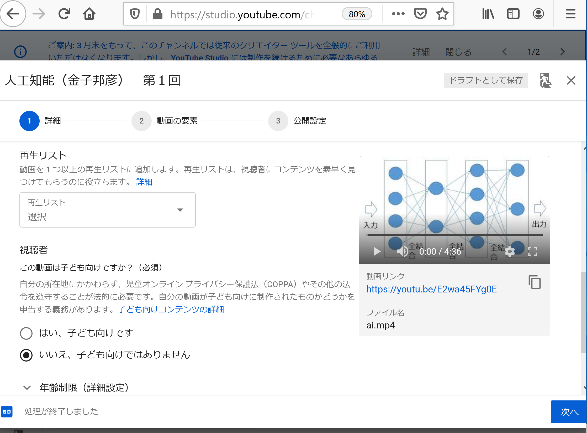 https://studio.youtube.com/c
80%
ご案内: 3 月末をもって、このチャンネルでは従来のクリエイター ツールを全般的にご利用
いただけなくなります。
詳細
閉じる
1/2
人工知能（金子邦彦） 第１回
ドラフトとして保存
1 詳細
2 動画の要素
3 公開設定
再生リスト
動画を 1 つ以上の再生リストに追加します。再生リストは、視聴者にコンテンツを素早く見
つけてもらうのに役立ちます。 詳細
再生リスト
選択
入力
出力
全結合
全結合
0:00 / 4:36
視聴者
この動画は子ども向けですか？（必須）
自分の所在地にかかわらず、児童オンライン プライバシー保護法（COPPA）やその他の法
令を遵守することが法的に必要です。自分の動画が子ども向けに制作されたものかどうかを
申告する義務があります。 子ども向けコンテンツの詳細
はい、子ども向けです
いいえ、子ども向けではありません
年齢制限（詳細設定）
動画リンク
https://youtu.be/E2wa45FYg0E
ファイル名
ai.mp4
SD
処理が終了しました
次へ